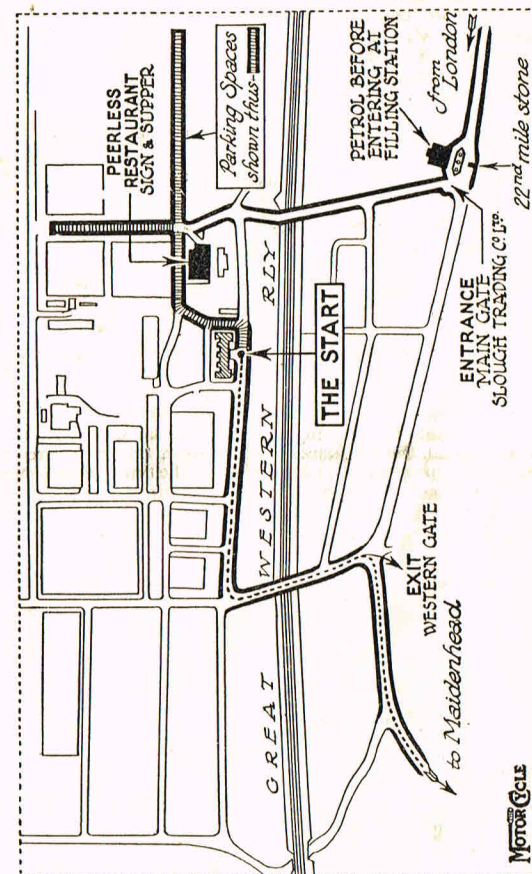 PEERLESS
RESTAURANT
SIGN & SUPPER
Parking Spaces
shown thus-
PETROL BEFORE
ENTERING AT
FILLING STATION
from
London
22nd mile stone
ENTRANCE
MAIN GATE
SLOUGH TRADING Co. LTD.
THE START
GREAT WESTERN RLY
EXIT
WESTERN GATE
to Maidenhead
MOTOR CYCLE